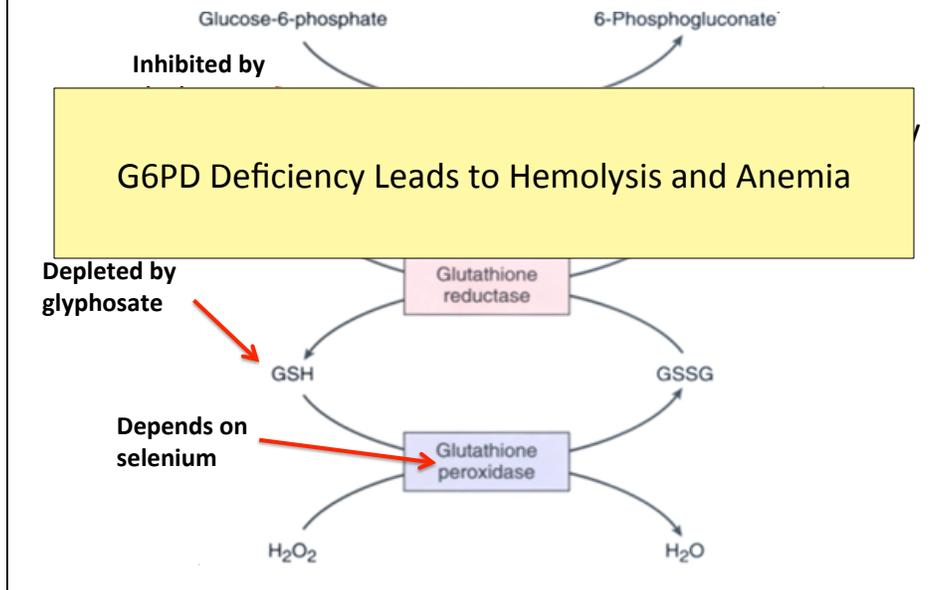 Glucose-6-phosphate
6-Phosphogluconate
Inhibited by
G6PD Deficiency Leads to Hemolysis and Anemia
Depleted by
glyphosate
Glutathione
reductase
GSH
GSSG
Depends on
selenium
Glutathione
peroxidase
H₂O₂
H₂O